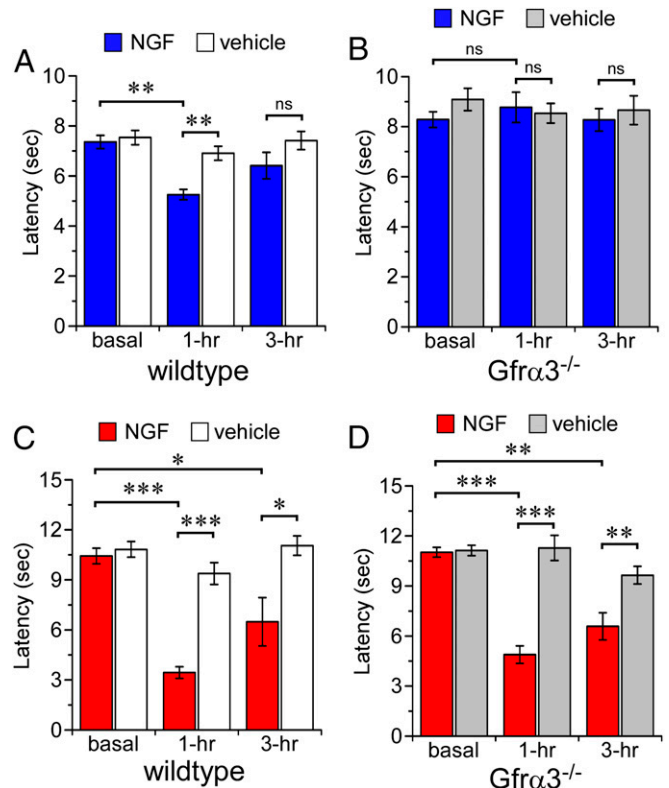 A
NGF vehicle
Latency (sec)
10
8
6
4
2
0
**
**
ns
basal 1-hr 3-hr
wildtype
B
NGF vehicle
Latency (sec)
10
8
6
4
2
0
ns
ns
ns
basal 1-hr 3-hr
Gfrα3-/-
C
NGF vehicle
Latency (sec)
15
12
9
6
3
0
*
***
***
*
basal 1-hr 3-hr
wildtype
D
NGF vehicle
Latency (sec)
15
12
9
6
3
0
**
***
***
**
basal 1-hr 3-hr
Gfrα3-/-